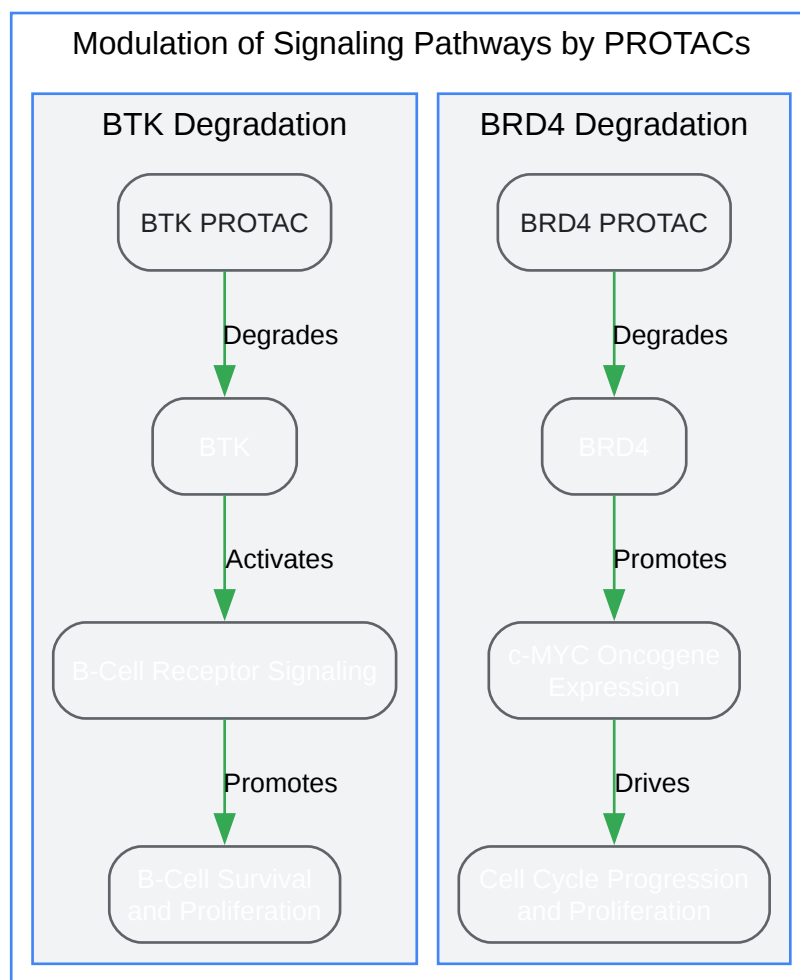 Modulation of Signaling Pathways by PROTACs
BTK Degradation
BTK PROTAC
Degrades
BTK
Activates
B-Cell Receptor Signaling
Promotes
B-Cell Survival
and Proliferation
BRD4 Degradation
BRD4 PROTAC
Degrades
BRD4
Promotes
c-MYC Oncogene
Expression
Drives
Cell Cycle Progression
and Proliferation